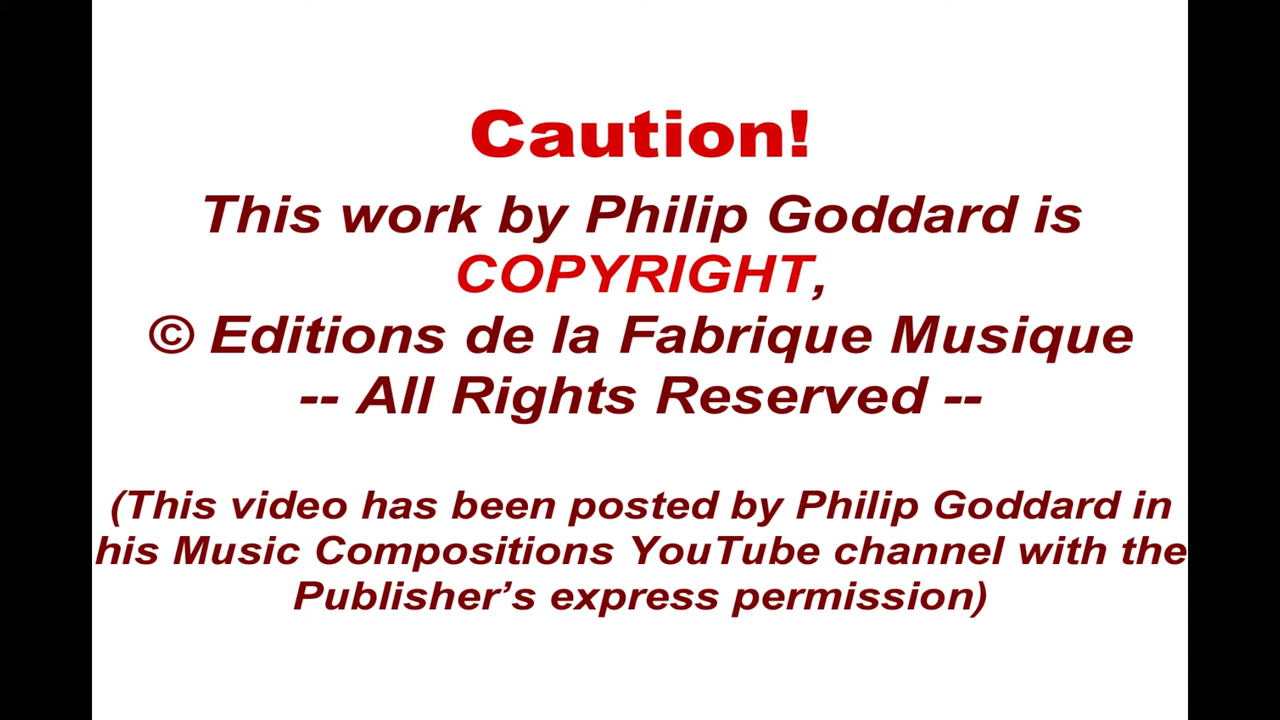 Caution!
This work by Philip Goddard is
COPYRIGHT,
© Editions de la Fabrique Musique
-- All Rights Reserved --
(This video has been posted by Philip Goddard in
his Music Compositions YouTube channel with the
Publisher’s express permission)